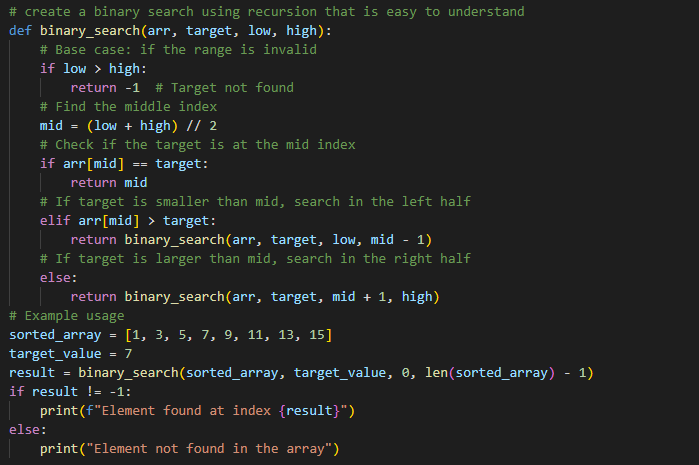 # create a binary search using recursion that is easy to understand
def binary_search(arr, target, low, high):
    # Base case: if the range is invalid
    if low > high:
        return -1  # Target not found
    # Find the middle index
    mid = (low + high) // 2
    # Check if the target is at the mid index
    if arr[mid] == target:
        return mid
    # If target is smaller than mid, search in the left half
    elif arr[mid] > target:
        return binary_search(arr, target, low, mid - 1)
    # If target is larger than mid, search in the right half
    else:
        return binary_search(arr, target, mid + 1, high)
# Example usage
sorted_array = [1, 3, 5, 7, 9, 11, 13, 15]
target_value = 7
result = binary_search(sorted_array, target_value, 0, len(sorted_array) - 1)
if result != -1:
    print(f"Element found at index {result}")
else:
    print("Element not found in the array")